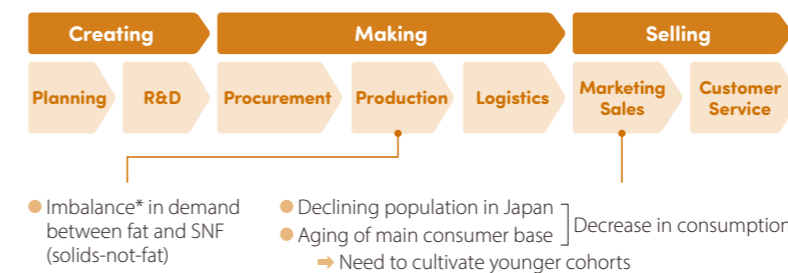 Creating
Making
Selling
Planning
R&D
Procurement
Production
Logistics
Marketing
Sales
Customer
Service
● Imbalance* in demand
between fat and SNF
(solids-not-fat)
● Declining population in Japan
● Aging of main consumer base
Decrease in consumption
➡ Need to cultivate younger cohorts